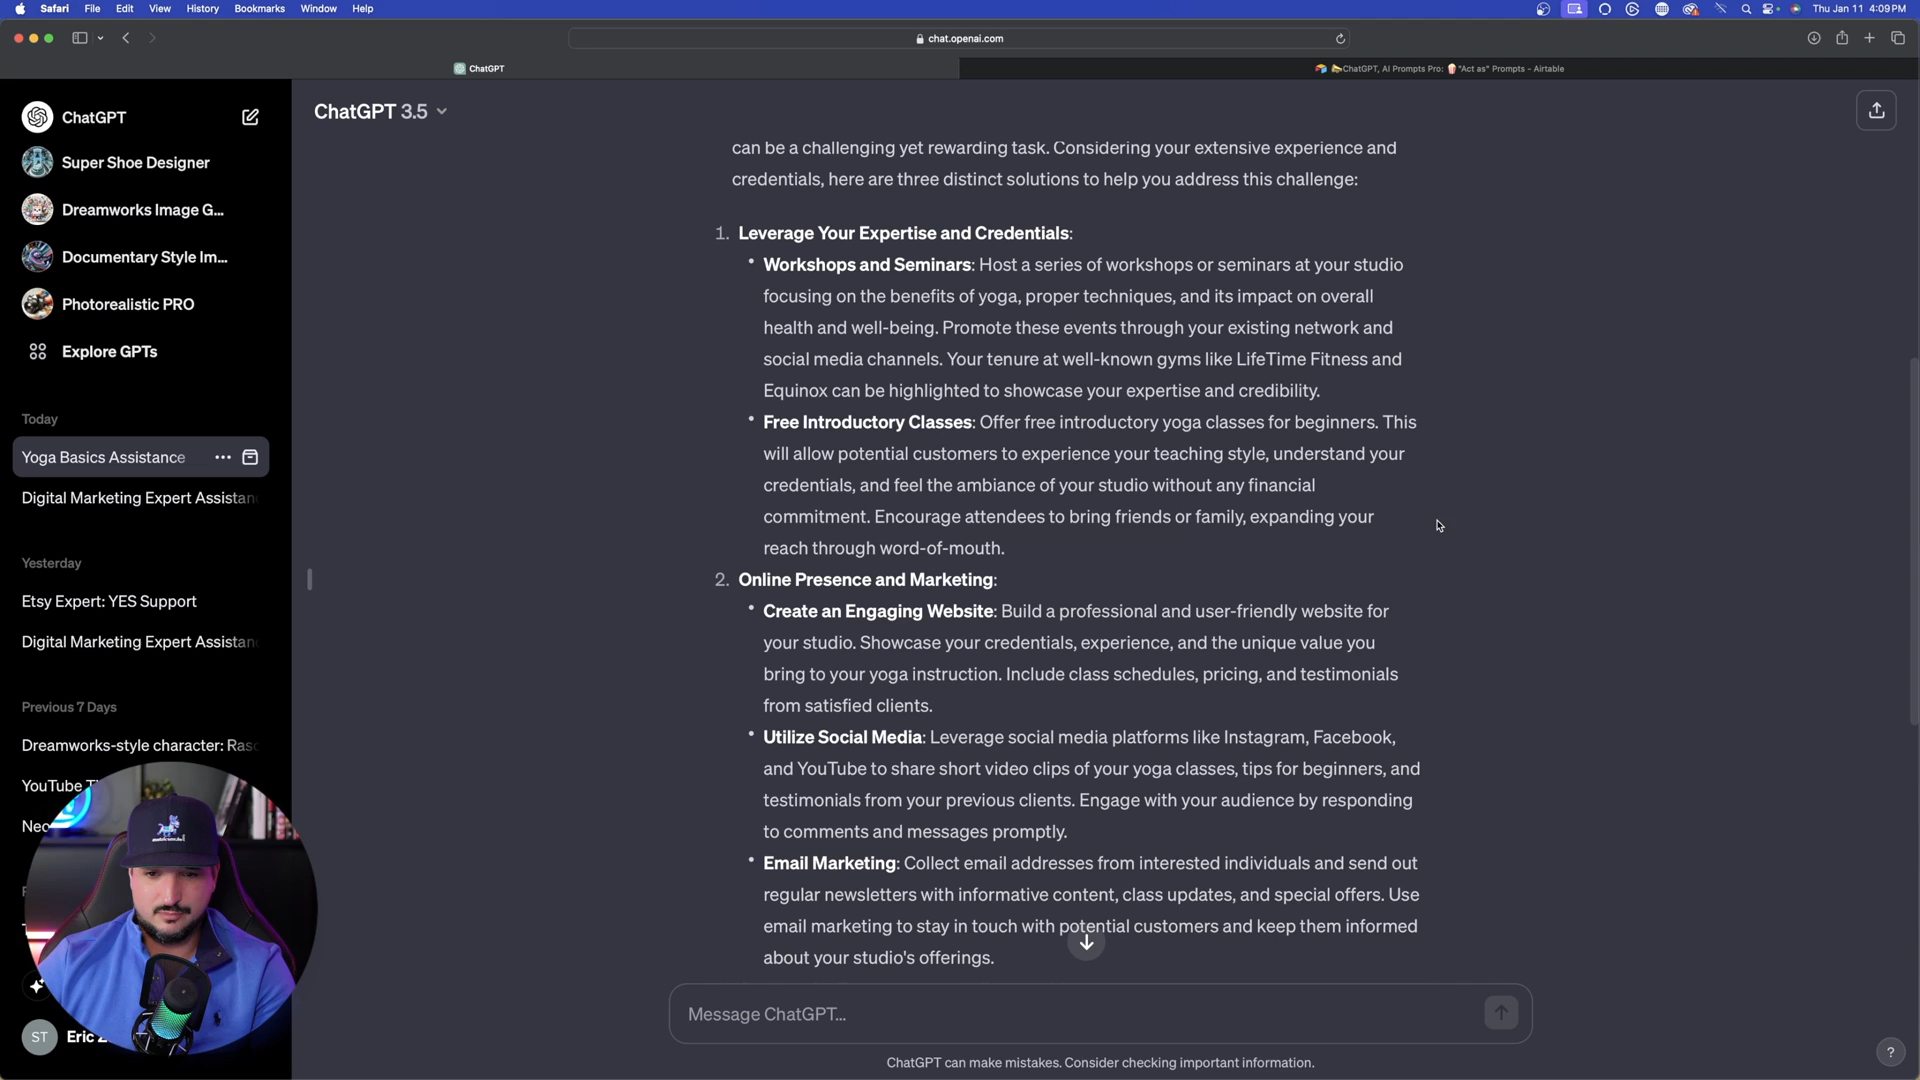 Safari File Edit View History Bookmarks Window Help
Thu Jan 11 4:09 PM
chat.openai.com
ChatGPT
ChatGPT, AI Prompts Pro: "Act as" Prompts - Airtable
ChatGPT
Super Shoe Designer
Dreamworks Image G...
Documentary Style Im...
Photorealistic PRO
Explore GPTs
Today
Yoga Basics Assistance
Digital Marketing Expert Assistan
Yesterday
Etsy Expert: YES Support
Digital Marketing Expert Assistan
Previous 7 Days
Dreamworks-style character: Rasc
YouTube
Neo
ST
Eric Z
ChatGPT 3.5
can be a challenging yet rewarding task. Considering your extensive experience and
credentials, here are three distinct solutions to help you address this challenge:
1. Leverage Your Expertise and Credentials:
• Workshops and Seminars: Host a series of workshops or seminars at your studio
focusing on the benefits of yoga, proper techniques, and its impact on overall
health and well-being. Promote these events through your existing network and
social media channels. Your tenure at well-known gyms like LifeTime Fitness and
Equinox can be highlighted to showcase your expertise and credibility.
• Free Introductory Classes: Offer free introductory yoga classes for beginners. This
will allow potential customers to experience your teaching style, understand your
credentials, and feel the ambiance of your studio without any financial
commitment. Encourage attendees to bring friends or family, expanding your
reach through word-of-mouth.
2. Online Presence and Marketing:
• Create an Engaging Website: Build a professional and user-friendly website for
your studio. Showcase your credentials, experience, and the unique value you
bring to your yoga instruction. Include class schedules, pricing, and testimonials
from satisfied clients.
• Utilize Social Media: Leverage social media platforms like Instagram, Facebook,
and YouTube to share short video clips of your yoga classes, tips for beginners, and
testimonials from your previous clients. Engage with your audience by responding
to comments and messages promptly.
• Email Marketing: Collect email addresses from interested individuals and send out
regular newsletters with informative content, class updates, and special offers. Use
email marketing to stay in touch with potential customers and keep them informed
about your studio's offerings.
Message ChatGPT...
ChatGPT can make mistakes. Consider checking important information.
?